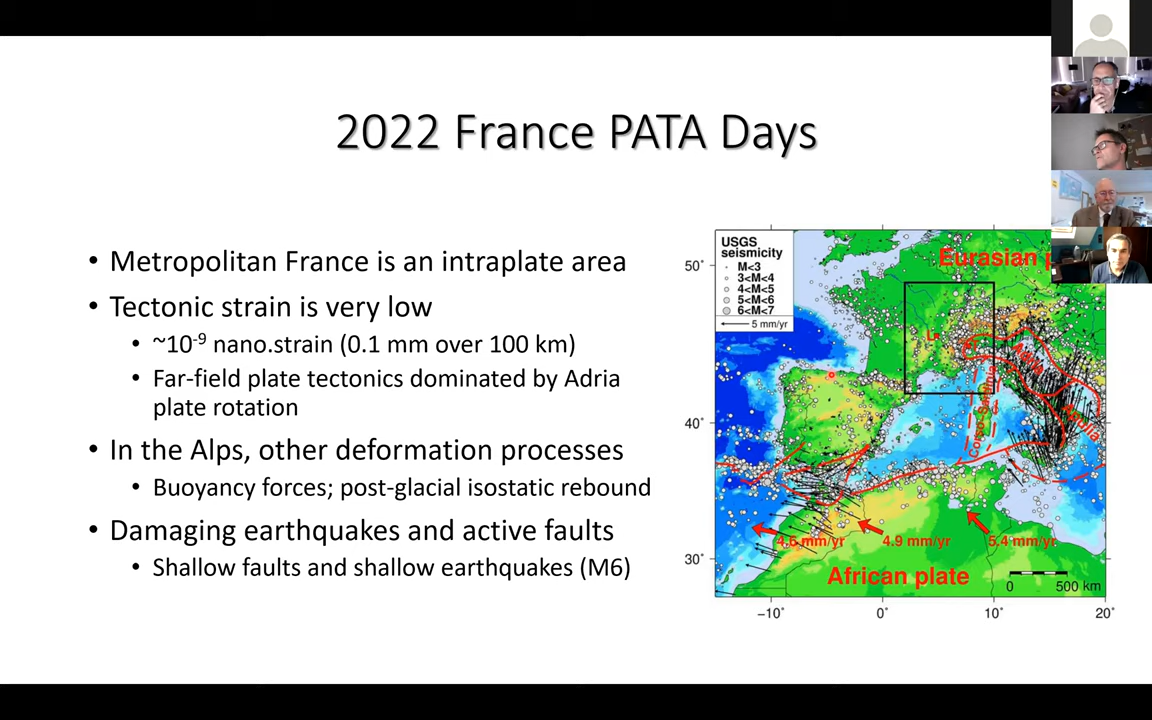 2022 France PATA Days
• Metropolitan France is an intraplate area
• Tectonic strain is very low
• ~10-9 nano.strain (0.1 mm over 100 km)
• Far-field plate tectonics dominated by Adria
plate rotation
• In the Alps, other deformation processes
• Buoyancy forces; post-glacial isostatic rebound
• Damaging earthquakes and active faults
• Shallow faults and shallow earthquakes (M6)
USGS
seismicity
M<3
3<M<4
4<M<5
5<M<6
6<M<7
5 mm/yr
Eurasian p
Adria
Apulia
4.6 mm/yr
4.9 mm/yr
5.4 mm/yr
African plate
0 500 km
50°
40°
30°
−10° 0° 10° 20°